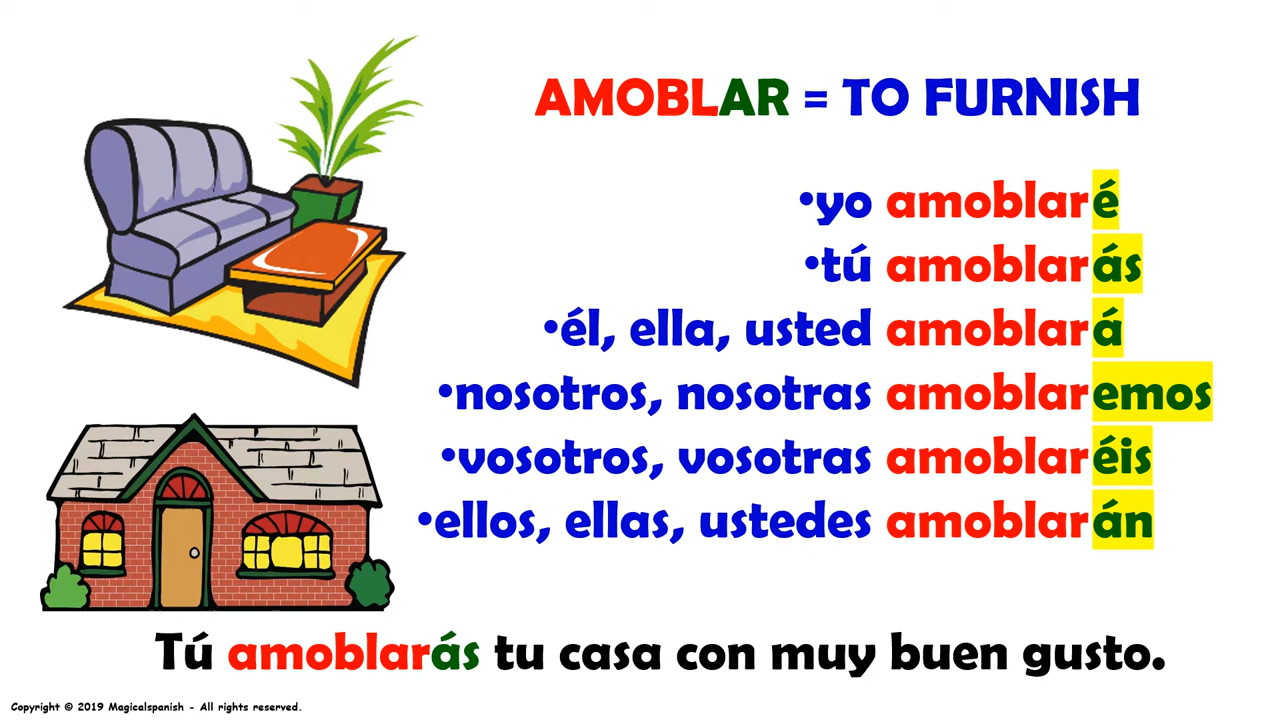 AMOBLAR = TO FURNISH
•yo amoblaré
•tú amoblarás
•él, ella, usted amoblará
•nosotros, nosotras amoblaremos
•vosotros, vosotras amoblaréis
•ellos, ellas, ustedes amoblarán
Tú amoblarás tu casa con muy buen gusto.
Copyright © 2019 Magicalspanish - All rights reserved.